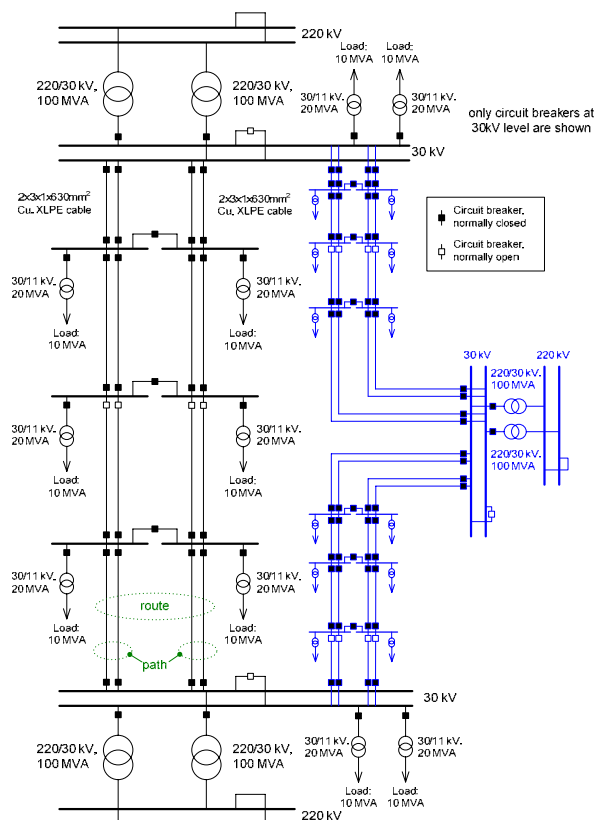 220 kV
Load:
10 MVA
Load:
10 MVA
220/30 kV,
100 MVA
220/30 kV,
100 MVA
30/11 kV,
20 MVA
30/11 kV,
20 MVA
only circuit breakers at
30kV level are shown
30 kV
2x3x1x630mm²
Cu, XLPE cable
2x3x1x630mm²
Cu, XLPE cable
Circuit breaker,
normally closed
Circuit breaker,
normally open
30/11 kV,
20 MVA
30/11 kV,
20 MVA
Load:
10 MVA
Load:
10 MVA
30 kV
220 kV
220/30 kV,
100 MVA
220/30 kV,
100 MVA
30/11 kV,
20 MVA
30/11 kV,
20 MVA
Load:
10 MVA
Load:
10 MVA
30/11 kV,
20 MVA
30/11 kV,
20 MVA
route
Load:
10 MVA
Load:
10 MVA
path
30 kV
220/30 kV,
100 MVA
220/30 kV,
100 MVA
30/11 kV,
20 MVA
30/11 kV,
20 MVA
Load:
10 MVA
Load:
10 MVA
220 kV